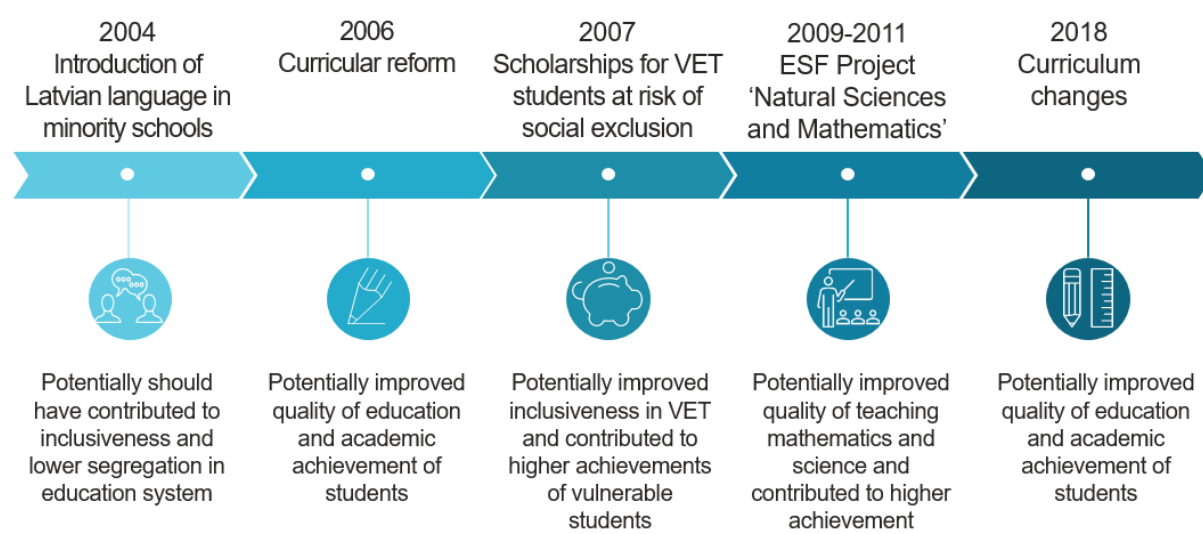 2004
Introduction of
Latvian language in
minority schools
2006
Curricular reform
2007
Scholarships for VET
students at risk of
social exclusion
2009-2011
ESF Project
‘Natural Sciences
and Mathematics’
2018
Curriculum
changes
Potentially should
have contributed to
inclusiveness and
lower segregation in
education system
Potentially improved
quality of education
and academic
achievement of
students
Potentially improved
inclusiveness in VET
and contributed to
higher achievements
of vulnerable
students
Potentially improved
quality of teaching
mathematics and
science and
contributed to higher
achievement
Potentially improved
quality of education
and academic
achievement of
students